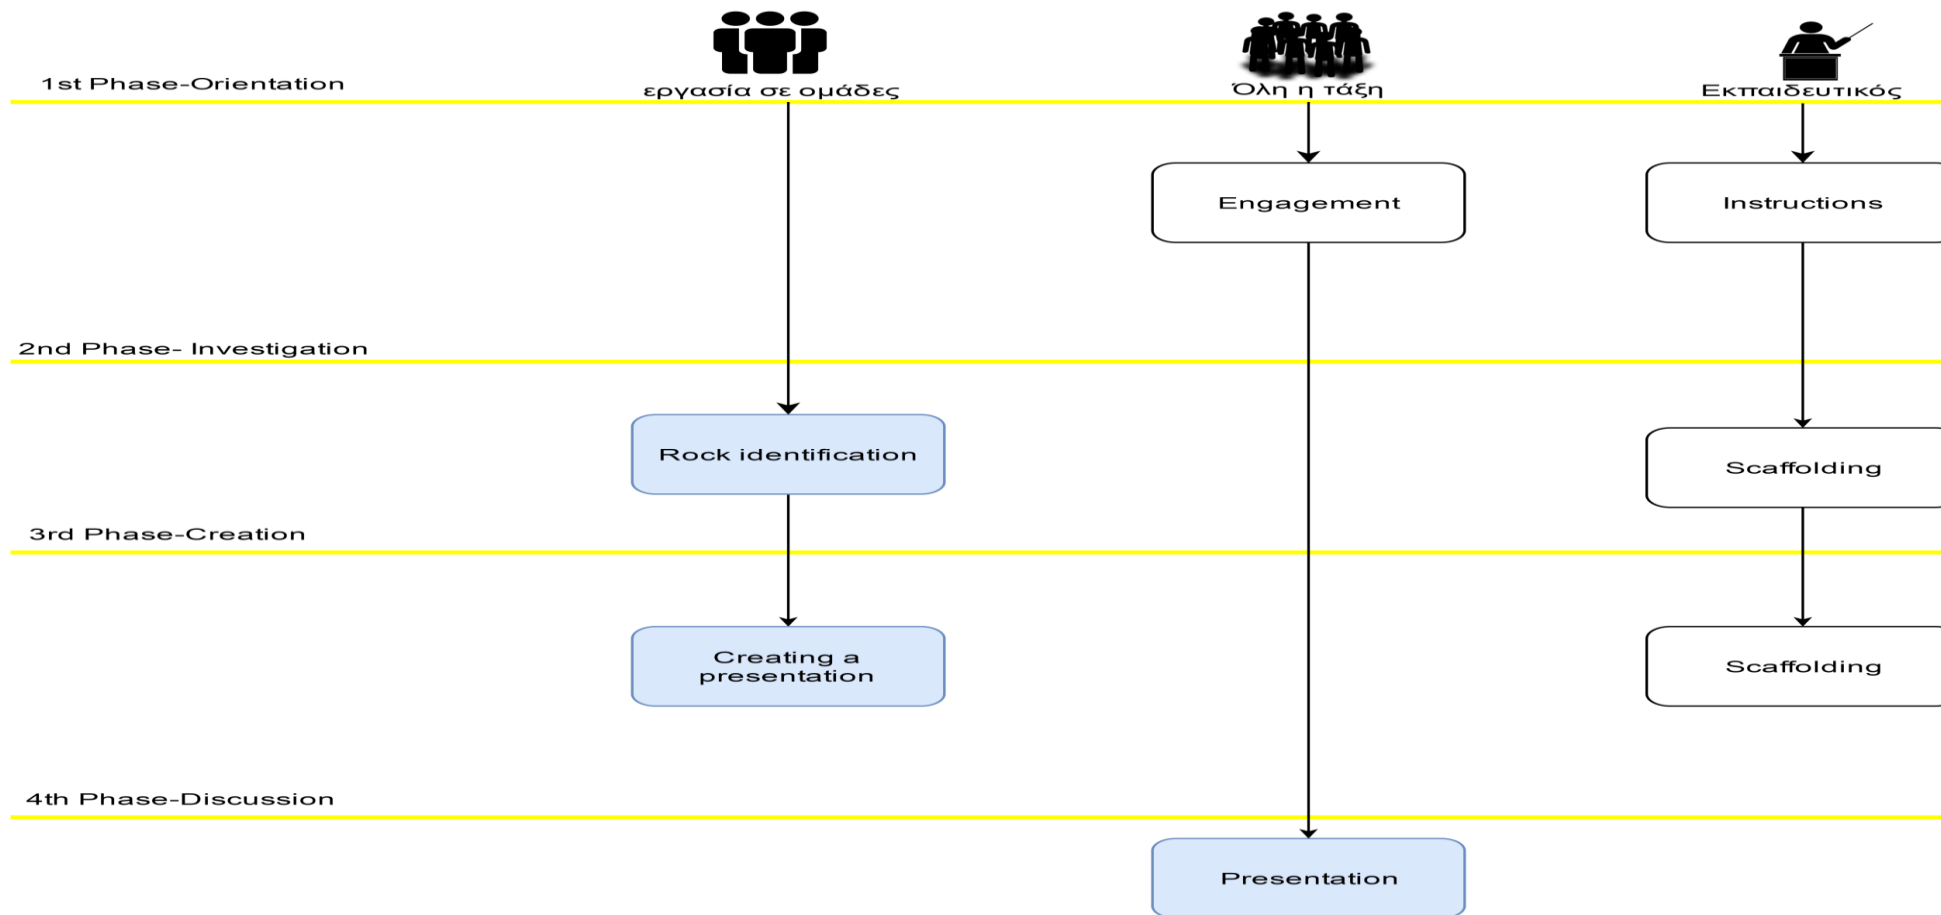 1st Phase-Orientation
εργασία σε ομάδες
Όλη η τάξη
Εκπαιδευτικός
Engagement
Instructions
2nd Phase- Investigation
Rock identification
Scaffolding
3rd Phase-Creation
Creating a
presentation
Scaffolding
4th Phase-Discussion
Presentation